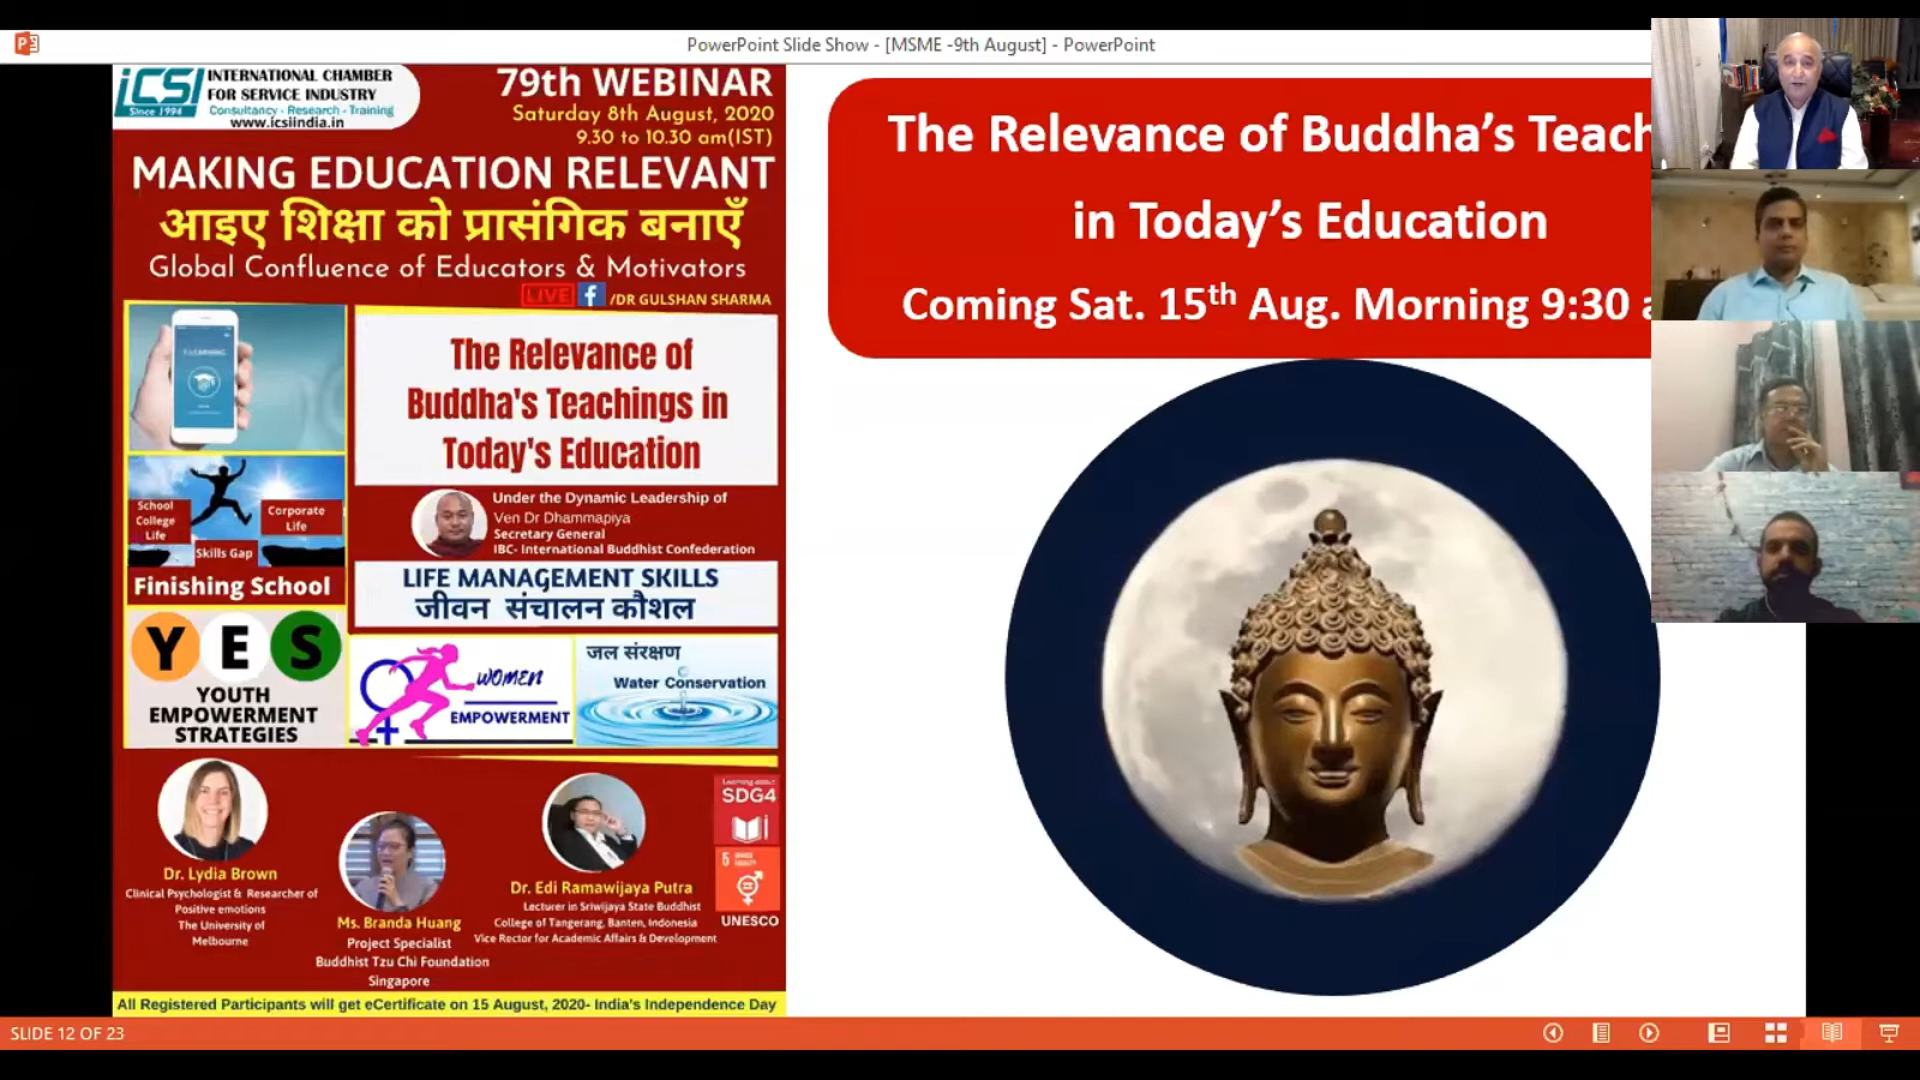 PowerPoint Slide Show - [MSME -9th August] - PowerPoint
iCSI
Since 1994
INTERNATIONAL CHAMBER
FOR SERVICE INDUSTRY
Consultancy - Research - Training
www.icsiindia.in
79th WEBINAR
Saturday 8th August, 2020
9.30 to 10.30 am(IST)
MAKING EDUCATION RELEVANT
आइए शिक्षा को प्रासंगिक बनाएँ
Global Confluence of Educators & Motivators
LIVE f /DR GULSHAN SHARMA
The Relevance of
Buddha's Teachings in
Today's Education
School
College
Life
Corporate
Life
Skills Gap
Finishing School
Under the Dynamic Leadership of
Ven Dr Dhammapiya
Secretary General
IBC- International Buddhist Confederation
LIFE MANAGEMENT SKILLS
जीवन संचालन कौशल
YES
YOUTH
EMPOWERMENT
STRATEGIES
WOMEN
EMPOWERMENT
जल संरक्षण
Water Conservation
Dr. Lydia Brown
Clinical Psychologist & Researcher of
Positive emotions
The University of
Melbourne
Ms. Branda Huang
Project Specialist
Buddhist Tzu Chi Foundation
Singapore
Dr. Edi Ramawijaya Putra
Lecturer in Sriwijaya State Buddhist
College of Tangerang, Banten, Indonesia
Vice Rector for Academic Affairs & Development
SDG4
5
UNESCO
All Registered Participants will get eCertificate on 15 August, 2020- India's Independence Day
The Relevance of Buddha’s Teach
in Today’s Education
Coming Sat. 15th Aug. Morning 9:30 a
SLIDE 12 OF 23